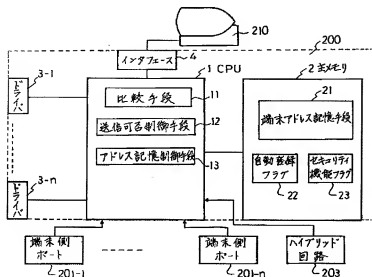 210
200
インタフェース
4
1 CPU
2 主メモリ
3-1
ドライバ
11
比較手段
12
送信可否制御手段
13
アドレス記憶制御手段
21
端末アドレス記憶手段
自動登録フラグ
セキュリティ機能フラグ
22
23
3-n
ドライバ
端末側ポート
201-1
端末側ポート
201-n
ハイブリッド回路
203